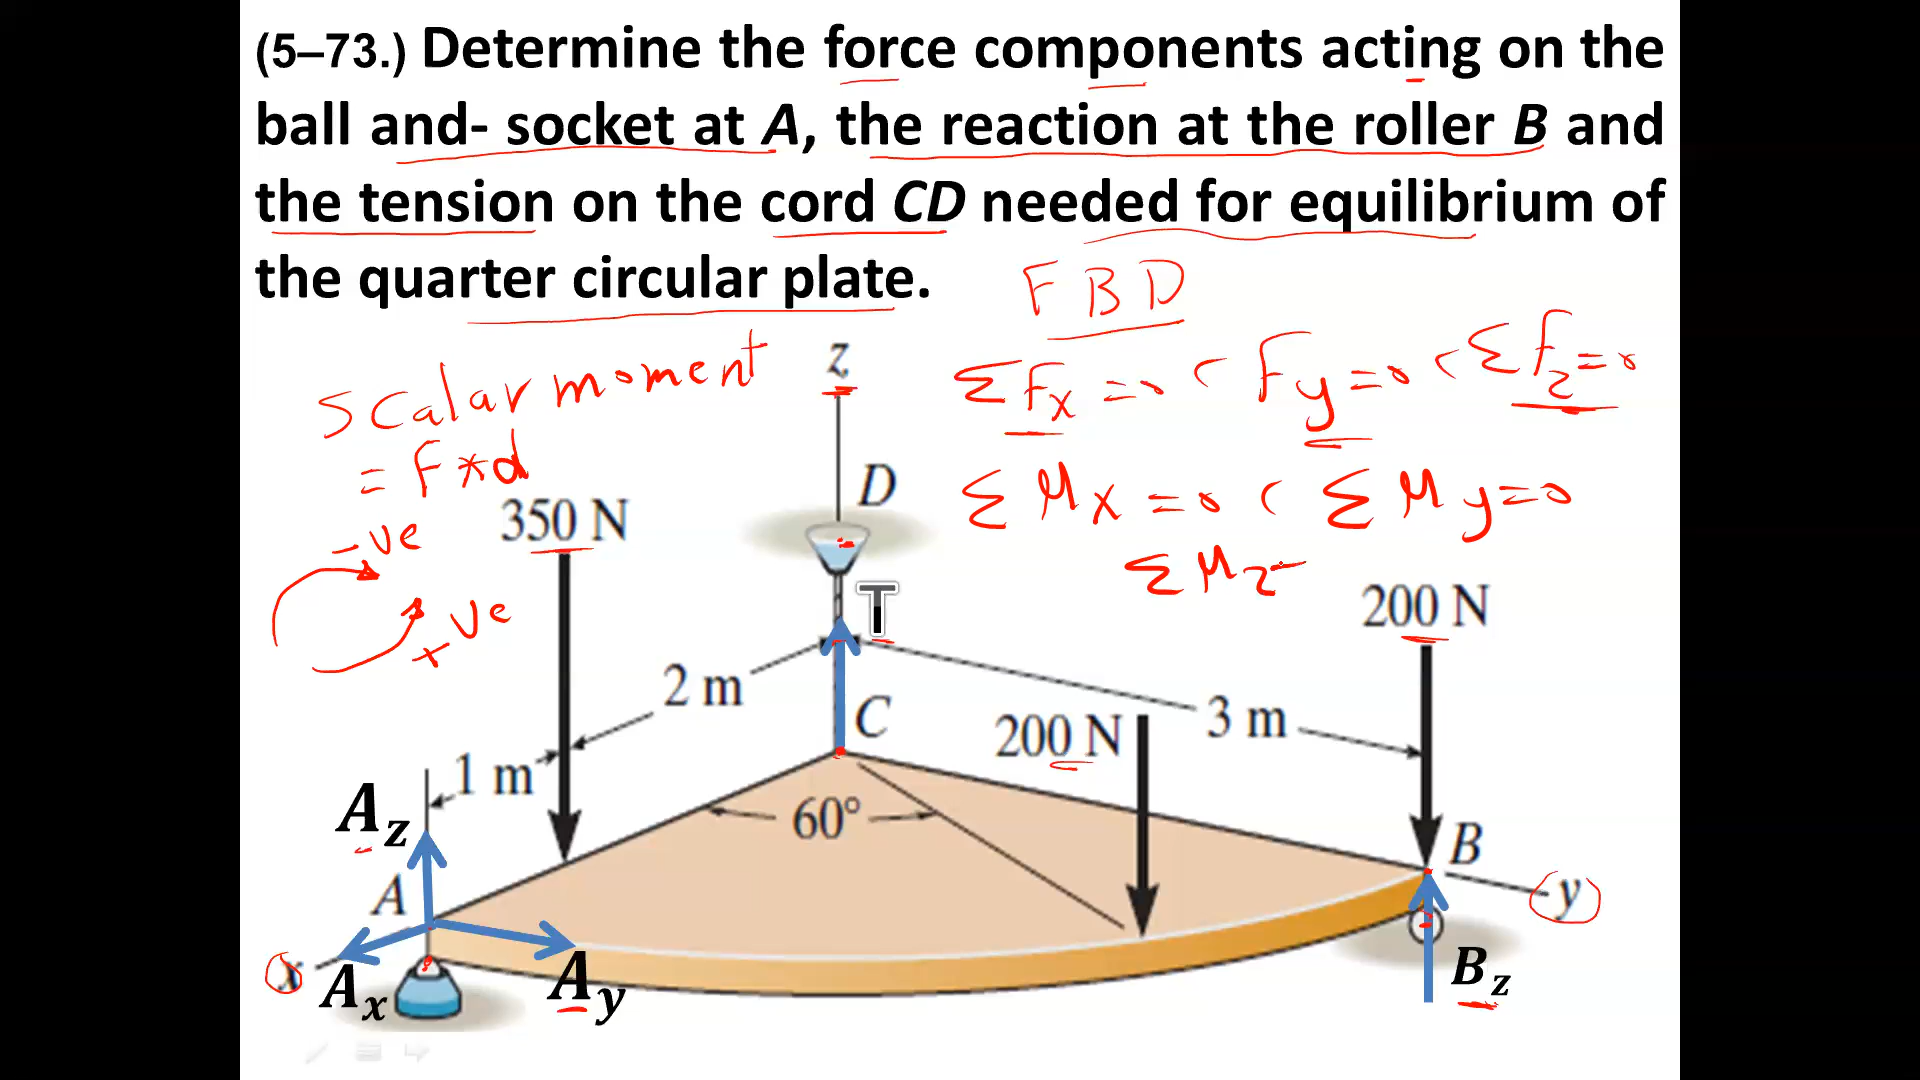 (5–73.) Determine the force components acting on the
ball and- socket at A, the reaction at the roller B and
the tension on the cord CD needed for equilibrium of
the quarter circular plate.
FBD
Scalar moment
= F*d
-ve
+ve
ΣFx=0 ( Fy=0 ( ΣFz=0
ΣMx=0 ( ΣMy=0
ΣMz=
z
D
350 N
T
200 N
2 m
C
200 N
3 m
1 m
Az
60°
B
A
y
x
Ax
Ay
Bz